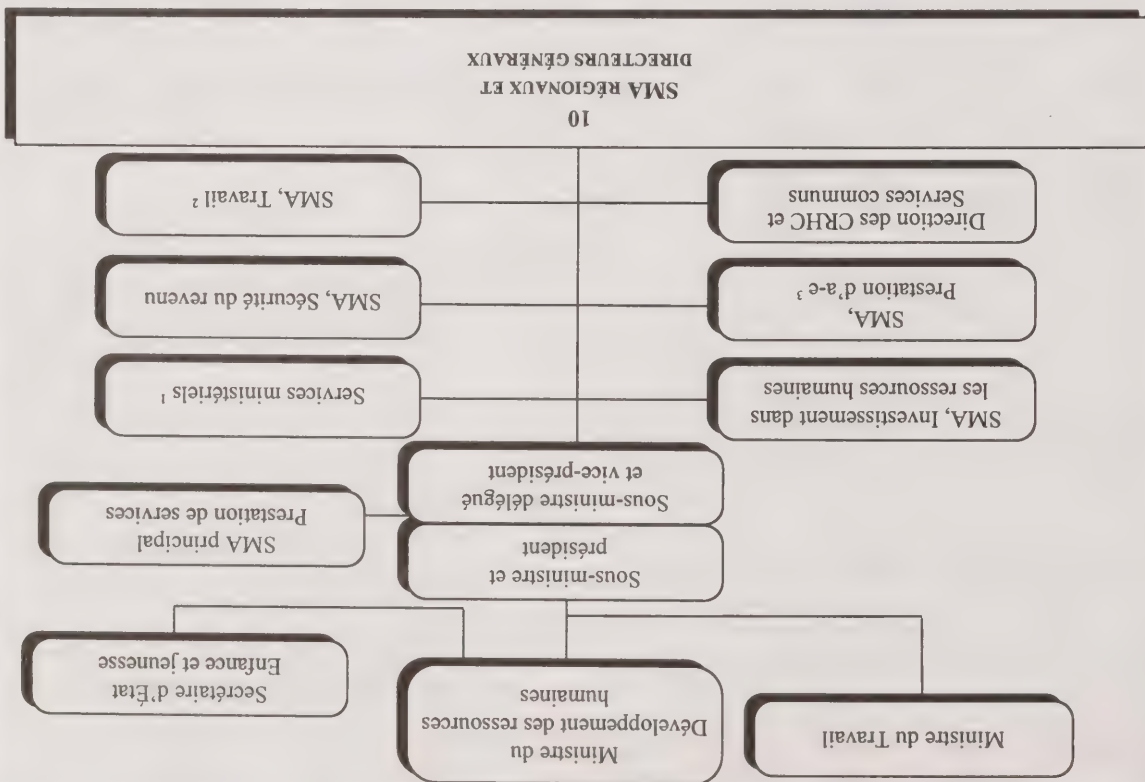 Ministre du Travail
Ministre du
Développement des ressources
humaines
Secrétaire d'État
Enfance et jeunesse
Sous-ministre et
président
Sous-ministre délégué
et vice-président
SMA principal
Prestation de services
SMA, Investissement dans
les ressources humaines
Services ministériels ¹
SMA,
Prestation d'a-e ³
SMA, Sécurité du revenu
Direction des CRHC et
Services communs
SMA, Travail ²
10
SMA RÉGIONAUX ET
DIRECTEURS GÉNÉRAUX